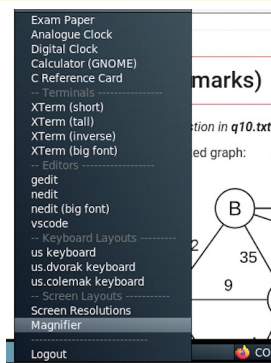 Exam Paper
Analogue Clock
Digital Clock
Calculator (GNOME)
C Reference Card
-- Terminals ----------------
XTerm (short)
XTerm (tall)
XTerm (inverse)
XTerm (big font)
-- Editors ------------------
gedit
nedit
nedit (big font)
vscode
-- Keyboard Layouts ---------
us keyboard
us.dvorak keyboard
us.colemak keyboard
-- Screen Layouts -----------
Screen Resolutions
Magnifier
-----------------------------
Logout
marks)
stion in q10.txt
ed graph:
B
2
35
9
CO